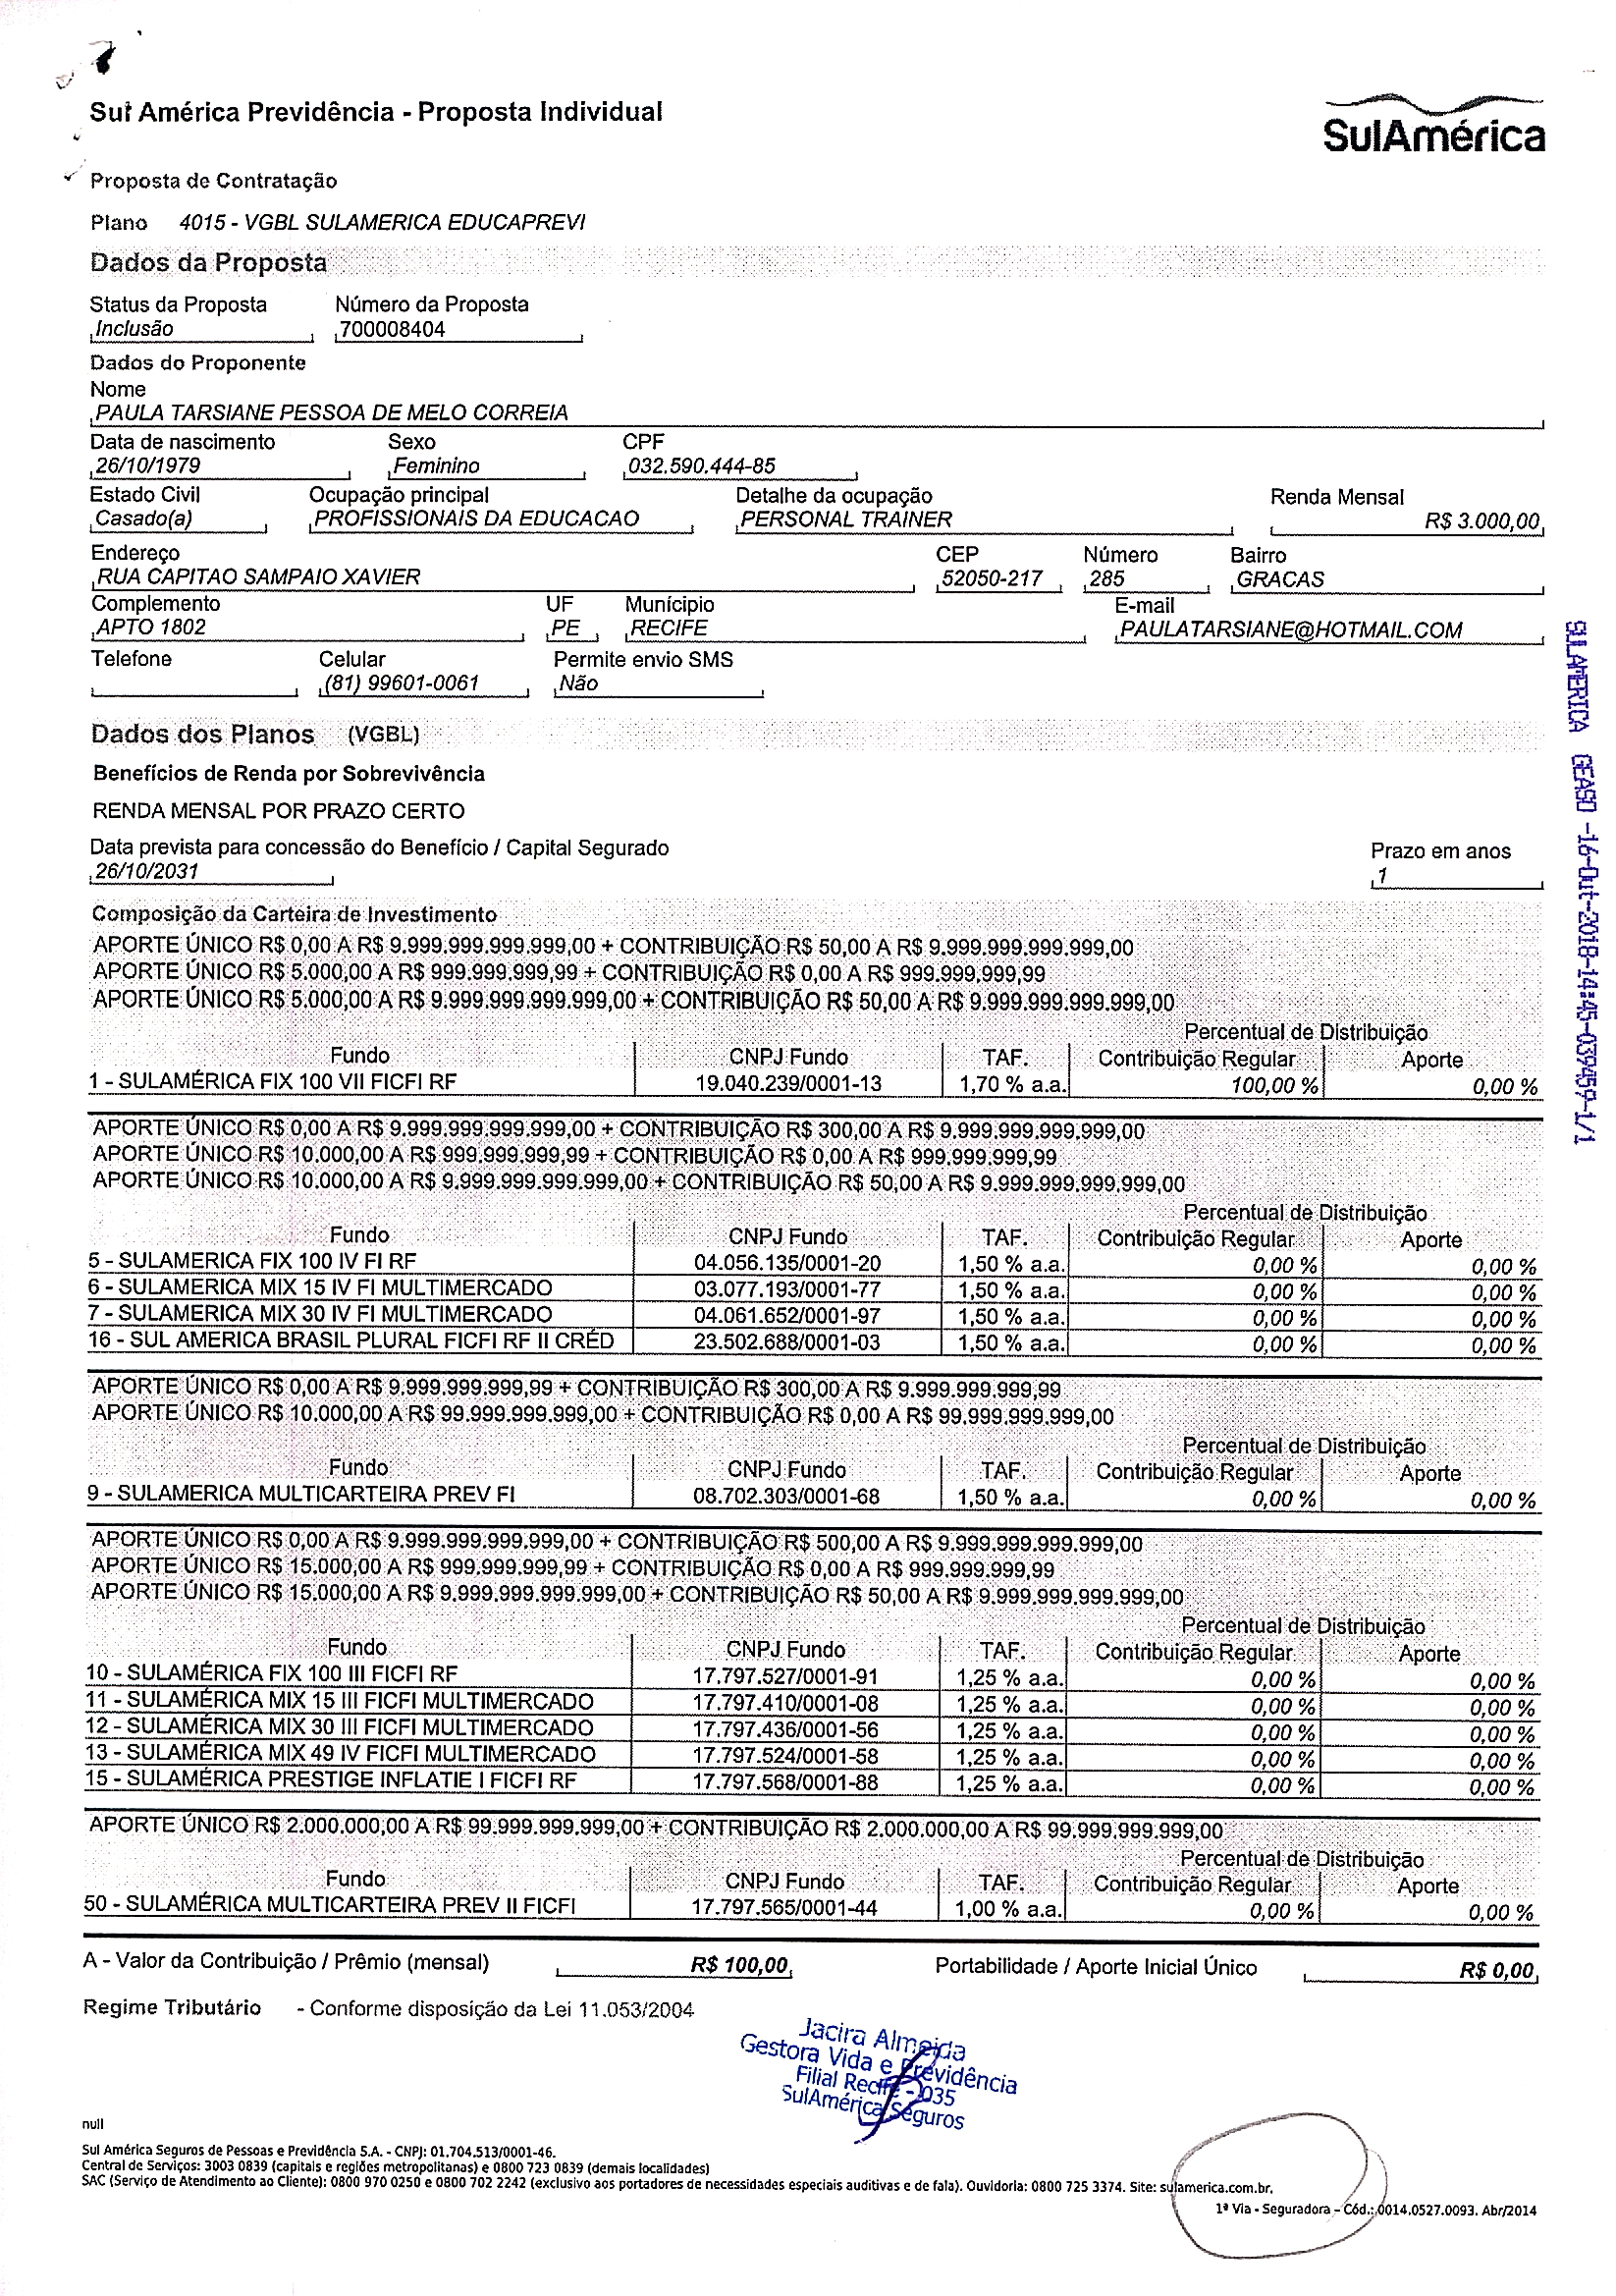 Sul América Previdência - Proposta Individual
SulAmérica
Proposta de Contratação
Plano 4015 - VGBL SULAMERICA EDUCAPREVI
Dados da Proposta
Status da Proposta Número da Proposta
Inclusão 700008404
Dados do Proponente
Nome
PAULA TARSIANE PESSOA DE MELO CORREIA
Data de nascimento Sexo CPF
26/10/1979 Feminino 032.590.444-85
Estado Civil Ocupação principal Detalhe da ocupação Renda Mensal
Casado(a) PROFISSIONAIS DA EDUCACAO PERSONAL TRAINER R$ 3.000,00
Endereço CEP Número Bairro
RUA CAPITAO SAMPAIO XAVIER 52050-217 285 GRACAS
Complemento UF Munícipio E-mail
APTO 1802 PE RECIFE PAULATARSIANE@HOTMAIL.COM
Telefone Celular Permite envio SMS
(81) 99601-0061 Não
Dados dos Planos (VGBL)
Benefícios de Renda por Sobrevivência
RENDA MENSAL POR PRAZO CERTO
Data prevista para concessão do Benefício / Capital Segurado Prazo em anos
26/10/2031 1
Composição da Carteira de Investimento
APORTE ÚNICO R$ 0,00 A R$ 9.999.999.999.999,00 + CONTRIBUIÇÃO R$ 50,00 A R$ 9.999.999.999.999,00
APORTE ÚNICO R$ 5.000,00 A R$ 999.999.999,99 + CONTRIBUIÇÃO R$ 0,00 A R$ 999.999.999,99
APORTE ÚNICO R$ 5.000,00 A R$ 9.999.999.999.999,00 + CONTRIBUIÇÃO R$ 50,00 A R$ 9.999.999.999.999,00
Percentual de Distribuição
Fundo CNPJ Fundo TAF. Contribuição Regular Aporte
1 - SULAMÉRICA FIX 100 VII FICFI RF 19.040.239/0001-13 1,70 % a.a. 100,00 % 0,00 %
APORTE ÚNICO R$ 0,00 A R$ 9.999.999.999.999,00 + CONTRIBUIÇÃO R$ 300,00 A R$ 9.999.999.999.999,00
APORTE ÚNICO R$ 10.000,00 A R$ 999.999.999,99 + CONTRIBUIÇÃO R$ 0,00 A R$ 999.999.999,99
APORTE ÚNICO R$ 10.000,00 A R$ 9.999.999.999.999,00 + CONTRIBUIÇÃO R$ 50,00 A R$ 9.999.999.999.999,00
Percentual de Distribuição
Fundo CNPJ Fundo TAF. Contribuição Regular Aporte
5 - SULAMERICA FIX 100 IV FI RF 04.056.135/0001-20 1,50 % a.a. 0,00 % 0,00 %
6 - SULAMERICA MIX 15 IV FI MULTIMERCADO 03.077.193/0001-77 1,50 % a.a. 0,00 % 0,00 %
7 - SULAMERICA MIX 30 IV FI MULTIMERCADO 04.061.652/0001-97 1,50 % a.a. 0,00 % 0,00 %
16 - SUL AMERICA BRASIL PLURAL FICFI RF II CRÉD 23.502.688/0001-03 1,50 % a.a. 0,00 % 0,00 %
APORTE ÚNICO R$ 0,00 A R$ 9.999.999.999,99 + CONTRIBUIÇÃO R$ 300,00 A R$ 9.999.999.999,99
APORTE ÚNICO R$ 10.000,00 A R$ 99.999.999.999,00 + CONTRIBUIÇÃO R$ 0,00 A R$ 99.999.999.999,00
Percentual de Distribuição
Fundo CNPJ Fundo TAF. Contribuição Regular Aporte
9 - SULAMERICA MULTICARTEIRA PREV FI 08.702.303/0001-68 1,50 % a.a. 0,00 % 0,00 %
APORTE ÚNICO R$ 0,00 A R$ 9.999.999.999.999,00 + CONTRIBUIÇÃO R$ 500,00 A R$ 9.999.999.999.999,00
APORTE ÚNICO R$ 15.000,00 A R$ 999.999.999,99 + CONTRIBUIÇÃO R$ 0,00 A R$ 999.999.999,99
APORTE ÚNICO R$ 15.000,00 A R$ 9.999.999.999.999,00 + CONTRIBUIÇÃO R$ 50,00 A R$ 9.999.999.999.999,00
Percentual de Distribuição
Fundo CNPJ Fundo TAF. Contribuição Regular Aporte
10 - SULAMÉRICA FIX 100 III FICFI RF 17.797.527/0001-91 1,25 % a.a. 0,00 % 0,00 %
11 - SULAMÉRICA MIX 15 III FICFI MULTIMERCADO 17.797.410/0001-08 1,25 % a.a. 0,00 % 0,00 %
12 - SULAMÉRICA MIX 30 III FICFI MULTIMERCADO 17.797.436/0001-56 1,25 % a.a. 0,00 % 0,00 %
13 - SULAMÉRICA MIX 49 IV FICFI MULTIMERCADO 17.797.524/0001-58 1,25 % a.a. 0,00 % 0,00 %
15 - SULAMÉRICA PRESTIGE INFLATIE I FICFI RF 17.797.568/0001-88 1,25 % a.a. 0,00 % 0,00 %
APORTE ÚNICO R$ 2.000.000,00 A R$ 99.999.999.999,00 + CONTRIBUIÇÃO R$ 2.000.000,00 A R$ 99.999.999.999,00
Percentual de Distribuição
Fundo CNPJ Fundo TAF. Contribuição Regular Aporte
50 - SULAMÉRICA MULTICARTEIRA PREV II FICFI 17.797.565/0001-44 1,00 % a.a. 0,00 % 0,00 %
A - Valor da Contribuição / Prêmio (mensal) R$ 100,00 Portabilidade / Aporte Inicial Único R$ 0,00
Regime Tributário - Conforme disposição da Lei 11.053/2004
Jacira Almeida
Gestora Vida e Previdência
Filial Recife - 035
SulAmérica Seguros
null
Sul América Seguros de Pessoas e Previdência S.A. - CNPJ: 01.704.513/0001-46.
Central de Serviços: 3003 0839 (capitais e regiões metropolitanas) e 0800 723 0839 (demais localidades)
SAC (Serviço de Atendimento ao Cliente): 0800 970 0250 e 0800 702 2242 (exclusivo aos portadores de necessidades especiais auditivas e de fala). Ouvidoria: 0800 725 3374. Site: sulamerica.com.br.
1ª Via - Seguradora - Cód.: 0014.0527.0093. Abr/2014
SULAMERICA GEASO -16-Out-2018-14:45-039459-1/1